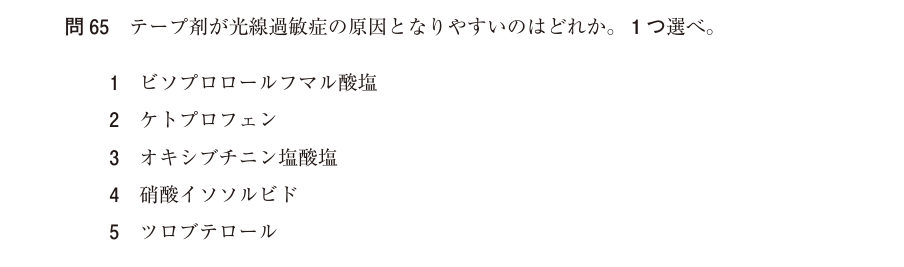 問 65 テープ剤が光線過敏症の原因となりやすいのはどれか。1つ選べ。
1 ビソプロロールフマル酸塩
2 ケトプロフェン
3 オキシブチニン塩酸塩
4 硝酸イソソルビド
5 ツロブテロール